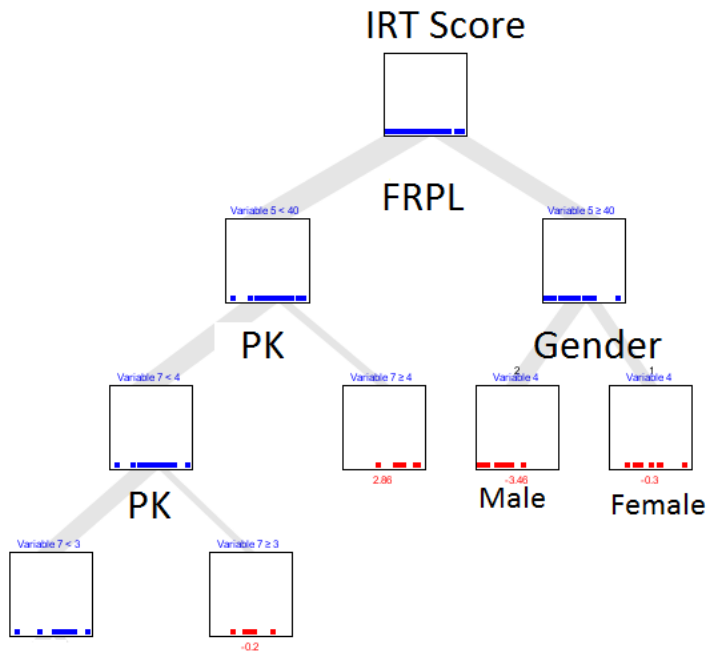 IRT Score
FRPL
Variable 5 < 40
Variable 5 ≥ 40
PK
Gender
Variable 7 < 4
Variable 7 ≥ 4
2
Variable 4
1
Variable 4
2.86
-3.46
-0.3
PK
Male
Female
Variable 7 < 3
Variable 7 ≥ 3
-0.2